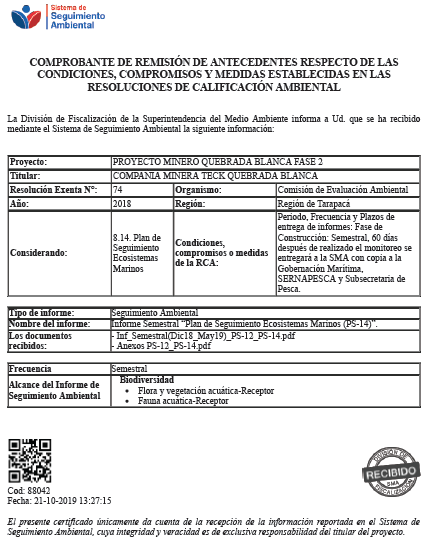 Sistema de
Seguimiento
Ambiental
COMPROBANTE DE REMISIÓN DE ANTECEDENTES RESPECTO DE LAS
CONDICIONES, COMPROMISOS Y MEDIDAS ESTABLECIDAS EN LAS
RESOLUCIONES DE CALIFICACIÓN AMBIENTAL
La División de Fiscalización de la Superintendencia del Medio Ambiente informa a Ud. que se ha recibido
mediante el Sistema de Seguimiento Ambiental la siguiente información:
Proyecto: PROYECTO MINERO QUEBRADA BLANCA FASE 2
Titular: COMPANIA MINERA TECK QUEBRADA BLANCA
Resolución Exenta Nº: 74 Organismo: Comisión de Evaluación Ambiental
Año: 2018 Región: Región de Tarapacá
Considerando: 8.14. Plan de Seguimiento Ecosistemas Marinos Condiciones, compromisos o medidas de la RCA:
Periodo, Frecuencia y Plazos de
entrega de informes: Fase de
Construcción: Semestral, 60 días
después de realizado el monitoreo se
entregará a la SMA con copia a la
Gobernación Marítima,
SERNAPESCA y Subsecretaria de
Pesca.
Tipo de informe: Seguimiento Ambiental
Nombre del informe: Informe Semestral “Plan de Seguimiento Ecosistemas Marinos (PS-14)”.
Los documentos recibidos: - Inf_Semestral(Dic18_May19)_PS-12_PS-14.pdf
- Anexos PS-12_PS-14.pdf
Frecuencia Semestral
Alcance del Informe de Seguimiento Ambiental Biodiversidad
• Flora y vegetación acuática-Receptor
• Fauna acuática-Receptor
DIVISIÓN DE
RECIBIDO
SMA
FISCALIZACIÓN
Cod: 88042
Fecha: 21-10-2019 13:27:15
El presente certificado únicamente da cuenta de la recepción de la información reportada en el Sistema de
Seguimiento Ambiental, cuya integridad y veracidad es de exclusiva responsabilidad del titular del proyecto.